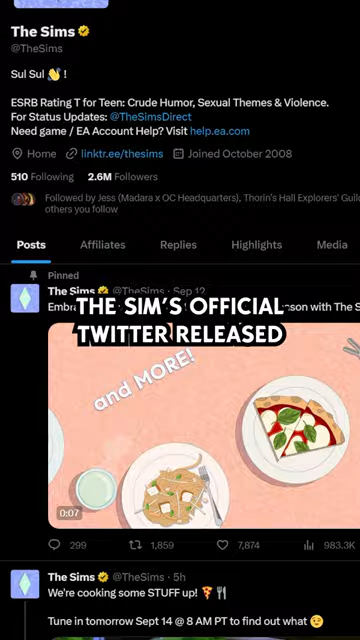 The Sims
@TheSims
Sul Sul 👋 !
ESRB Rating T for Teen: Crude Humor, Sexual Themes & Violence.
For Status Updates: @TheSimsDirect
Need game / EA Account Help? Visit help.ea.com
Home linktr.ee/thesims Joined October 2008
510 Following 2.6M Followers
Followed by Jess (Madara x OC Headquarters), Thorin's Hall Explorers' Guil
others you follow
Posts Affiliates Replies Highlights Media
Pinned
The Sims @TheSims · Sep 12
Embra
son with The S
THE SIM'S OFFICIAL
TWITTER RELEASED
and MORE!
0:07
299 1,859 7,874 983.3K
The Sims @TheSims · 5h
We're cooking some STUFF up! 🍕 🍴
Tune in tomorrow Sept 14 @ 8 AM PT to find out what 😉